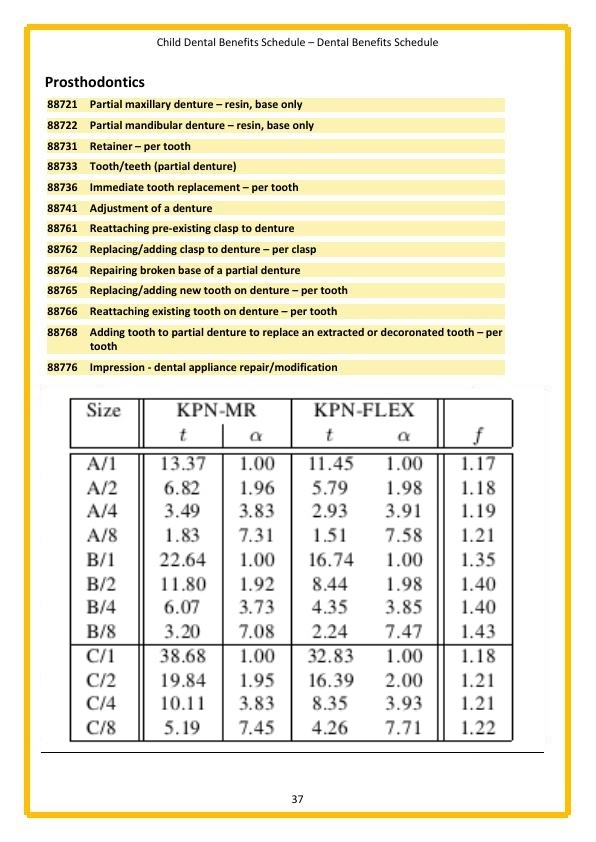 Child Dental Benefits Schedule – Dental Benefits Schedule
Prosthodontics
88721 Partial maxillary denture – resin, base only
88722 Partial mandibular denture – resin, base only
88731 Retainer – per tooth
88733 Tooth/teeth (partial denture)
88736 Immediate tooth replacement – per tooth
88741 Adjustment of a denture
88761 Reattaching pre-existing clasp to denture
88762 Replacing/adding clasp to denture – per clasp
88764 Repairing broken base of a partial denture
88765 Replacing/adding new tooth on denture – per tooth
88766 Reattaching existing tooth on denture – per tooth
88768 Adding tooth to partial denture to replace an extracted or decoronated tooth – per
tooth
88776 Impression - dental appliance repair/modification
Size KPN-MR KPN-FLEX
t α t α f
A/1 13.37 1.00 11.45 1.00 1.17
A/2 6.82 1.96 5.79 1.98 1.18
A/4 3.49 3.83 2.93 3.91 1.19
A/8 1.83 7.31 1.51 7.58 1.21
B/1 22.64 1.00 16.74 1.00 1.35
B/2 11.80 1.92 8.44 1.98 1.40
B/4 6.07 3.73 4.35 3.85 1.40
B/8 3.20 7.08 2.24 7.47 1.43
C/1 38.68 1.00 32.83 1.00 1.18
C/2 19.84 1.95 16.39 2.00 1.21
C/4 10.11 3.83 8.35 3.93 1.21
C/8 5.19 7.45 4.26 7.71 1.22
37